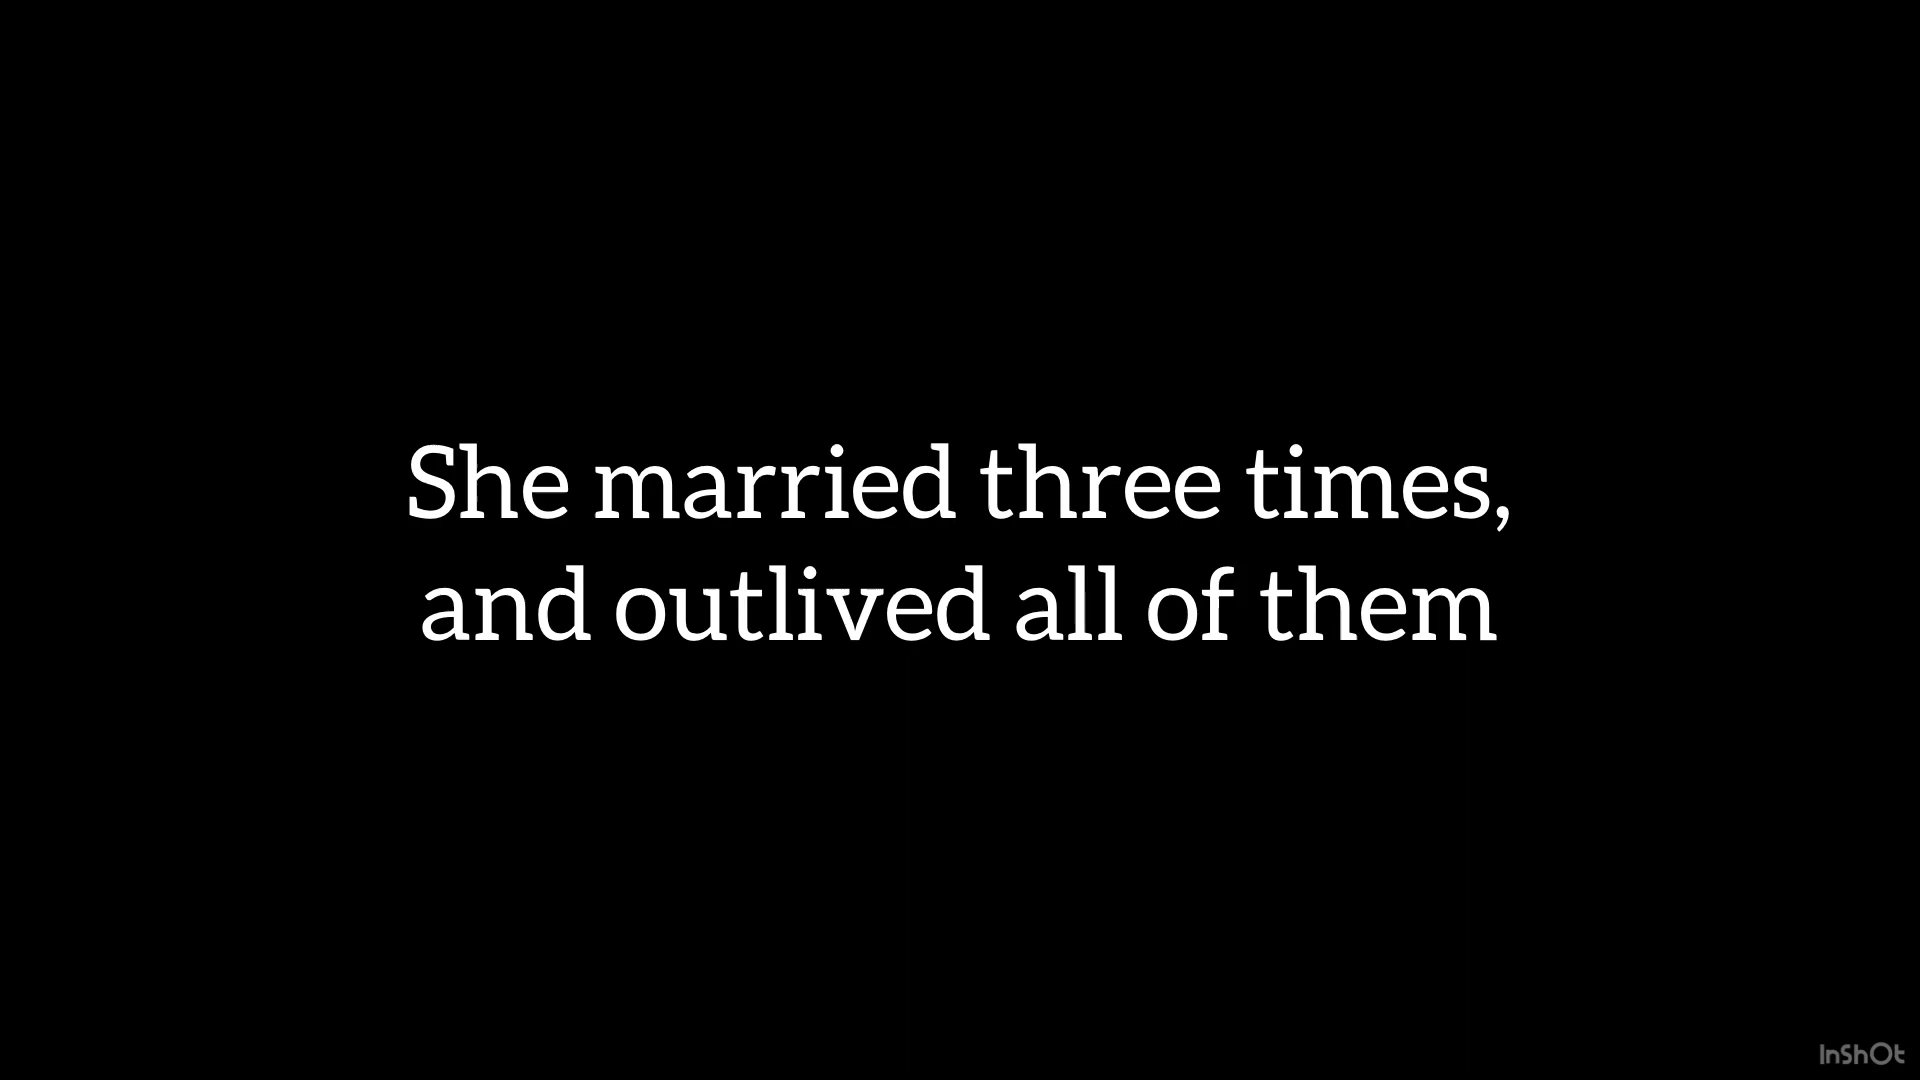 She married three times,
and outlived all of them
InShOt